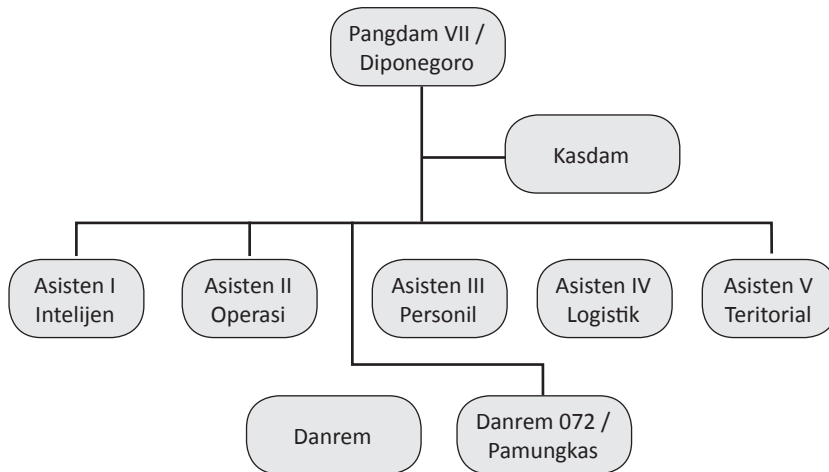 Pangdam VII /
Diponegoro
Kasdam
Asisten I
Intelijen
Asisten II
Operasi
Asisten III
Personil
Asisten IV
Logistik
Asisten V
Teritorial
Danrem
Danrem 072 /
Pamungkas